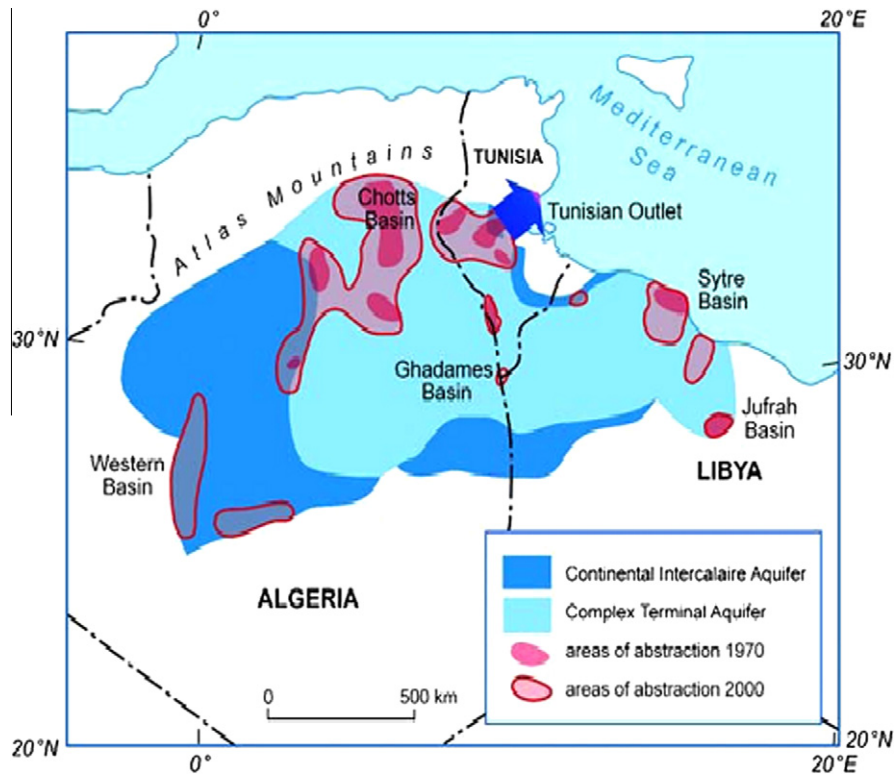 0°
20°E
Mediterranean
Sea
Atlas Mountains
TUNISIA
Chotts
Basin
Tunisian Outlet
Sytre
Basin
30°N
30°N
Ghadames
Basin
Jufrah
Basin
Western
Basin
LIBYA
ALGERIA
Continental Intercalaire Aquifer
Complex Terminal Aquifer
areas of abstraction 1970
areas of abstraction 2000
0
500 km
20°N
20°N
0°
20°E